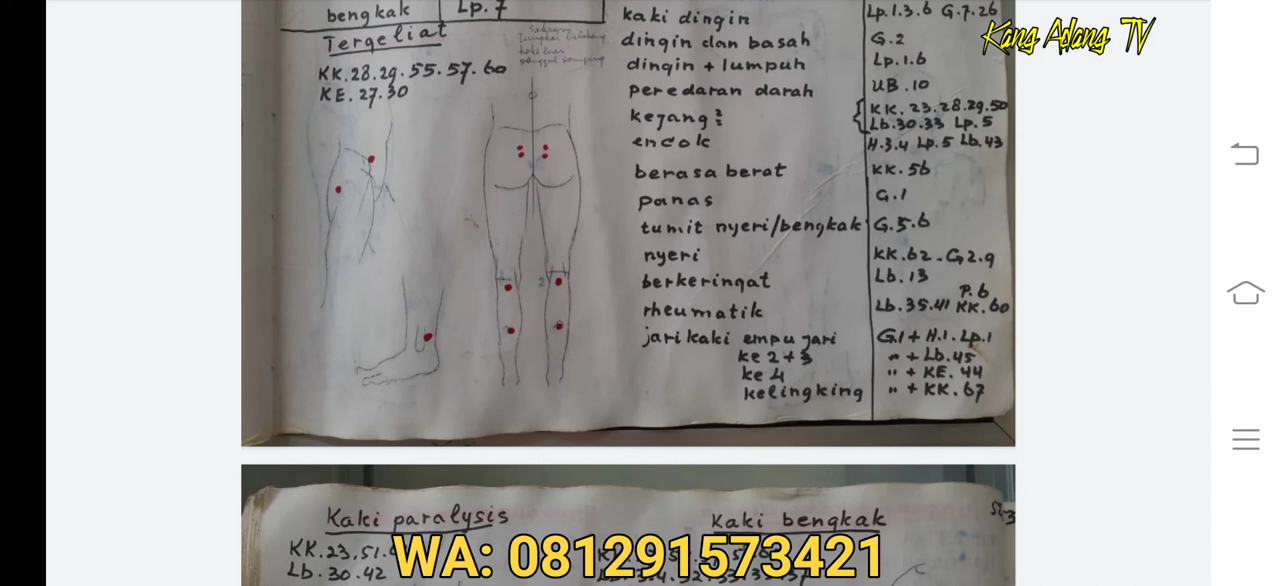 bengkak Lp. 7
Tergeliat
KK. 28. 29. 55. 57. 60
KE. 27. 30
kaki dingin Lp. 1. 3. 6 G. 7. 26
dingin dan basah G. 2
dingin + lumpuh Lp. 1. 6
peredaran darah UB. 10
kejang² KK. 23. 28. 29. 50
Lb. 30. 33 Lp. 5
encok H. 3. 4 Lp. 5 Lb. 43
berasa berat KK. 56
panas G. 1
tumit nyeri/bengkak G. 5. 6
nyeri KK. 62 - G 2. 9
berkeringat Lb. 13
rheumatik Lb. 35. 41 P. 6 KK. 60
jari kaki empu jari G. 1 + H. 1. Lp. 1
ke 2 + 3 " + Lb. 45
ke 4 " + KE. 44
kelingking " + KK. 67
2
Kang Adang TV
Kaki paralysis
KK. 23. 51.
Lb. 30. 42
Kaki bengkak
WA: 081291573421